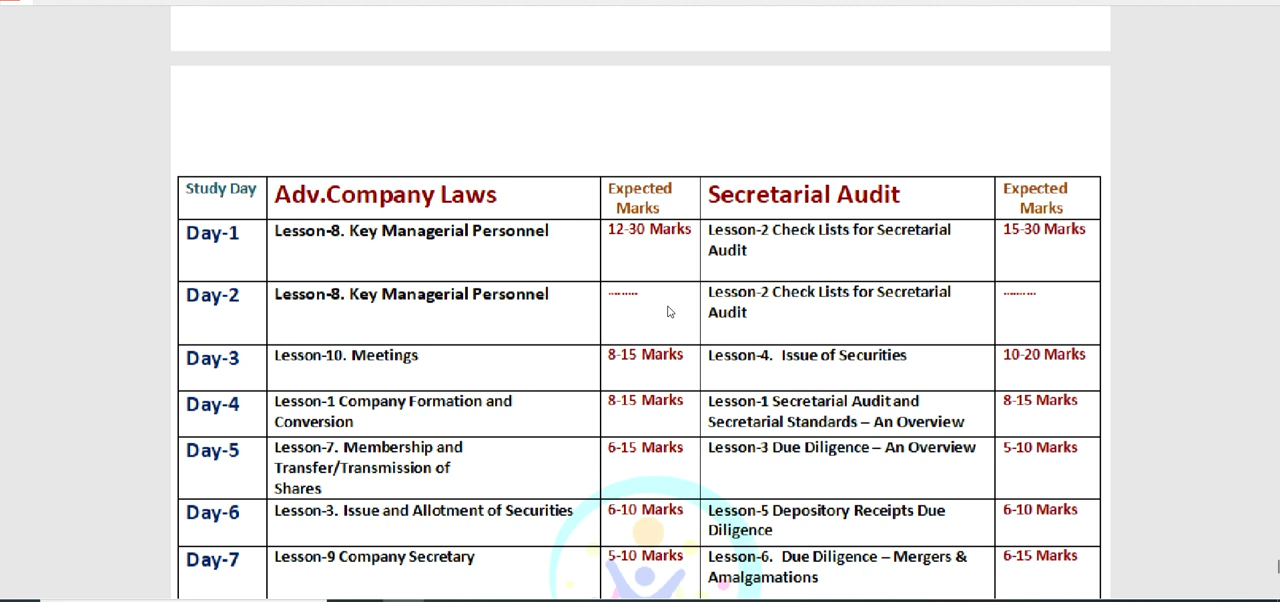 Study Day
Adv.Company Laws
Expected
Marks
Secretarial Audit
Expected
Marks
Day-1
Lesson-8. Key Managerial Personnel
12-30 Marks
Lesson-2 Check Lists for Secretarial
Audit
15-30 Marks
Day-2
Lesson-8. Key Managerial Personnel
..........
Lesson-2 Check Lists for Secretarial
Audit
...........
Day-3
Lesson-10. Meetings
8-15 Marks
Lesson-4. Issue of Securities
10-20 Marks
Day-4
Lesson-1 Company Formation and
Conversion
8-15 Marks
Lesson-1 Secretarial Audit and
Secretarial Standards – An Overview
8-15 Marks
Day-5
Lesson-7. Membership and
Transfer/Transmission of
Shares
6-15 Marks
Lesson-3 Due Diligence – An Overview
5-10 Marks
Day-6
Lesson-3. Issue and Allotment of Securities
6-10 Marks
Lesson-5 Depository Receipts Due
Diligence
6-10 Marks
Day-7
Lesson-9 Company Secretary
5-10 Marks
Lesson-6. Due Diligence – Mergers &
Amalgamations
6-15 Marks